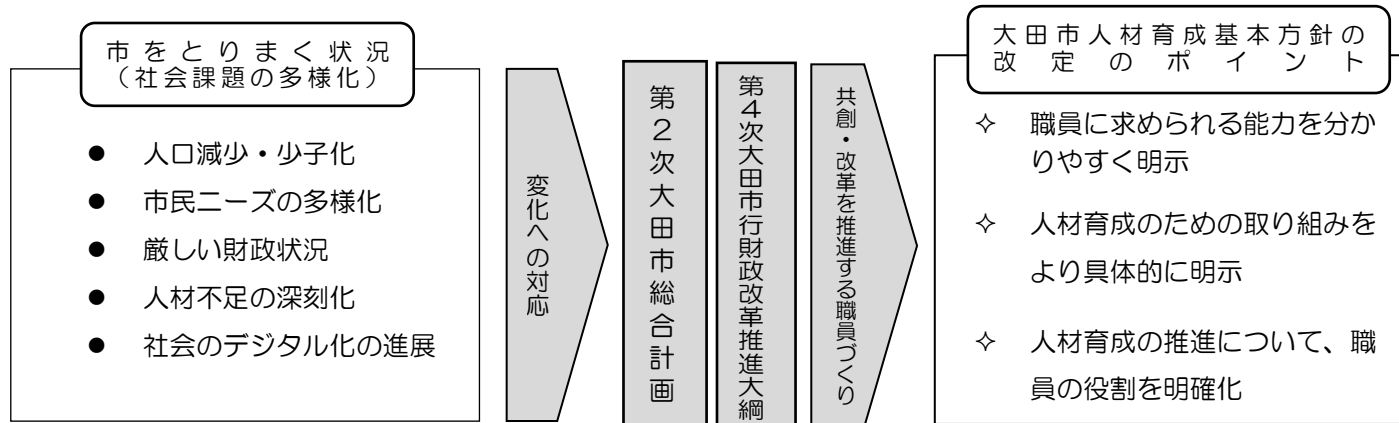 市をとりまく状況
（社会課題の多様化）
● 人口減少・少子化
● 市民ニーズの多様化
● 厳しい財政状況
● 人材不足の深刻化
● 社会のデジタル化の進展
変化への対応
第２次大田市総合計画
第４次大田市行財政改革推進大綱
共創・改革を推進する職員づくり
大田市人材育成基本方針の
改定のポイント
✧ 職員に求められる能力を分か
りやすく明示
✧ 人材育成のための取り組みを
より具体的に明示
✧ 人材育成の推進について、職
員の役割を明確化